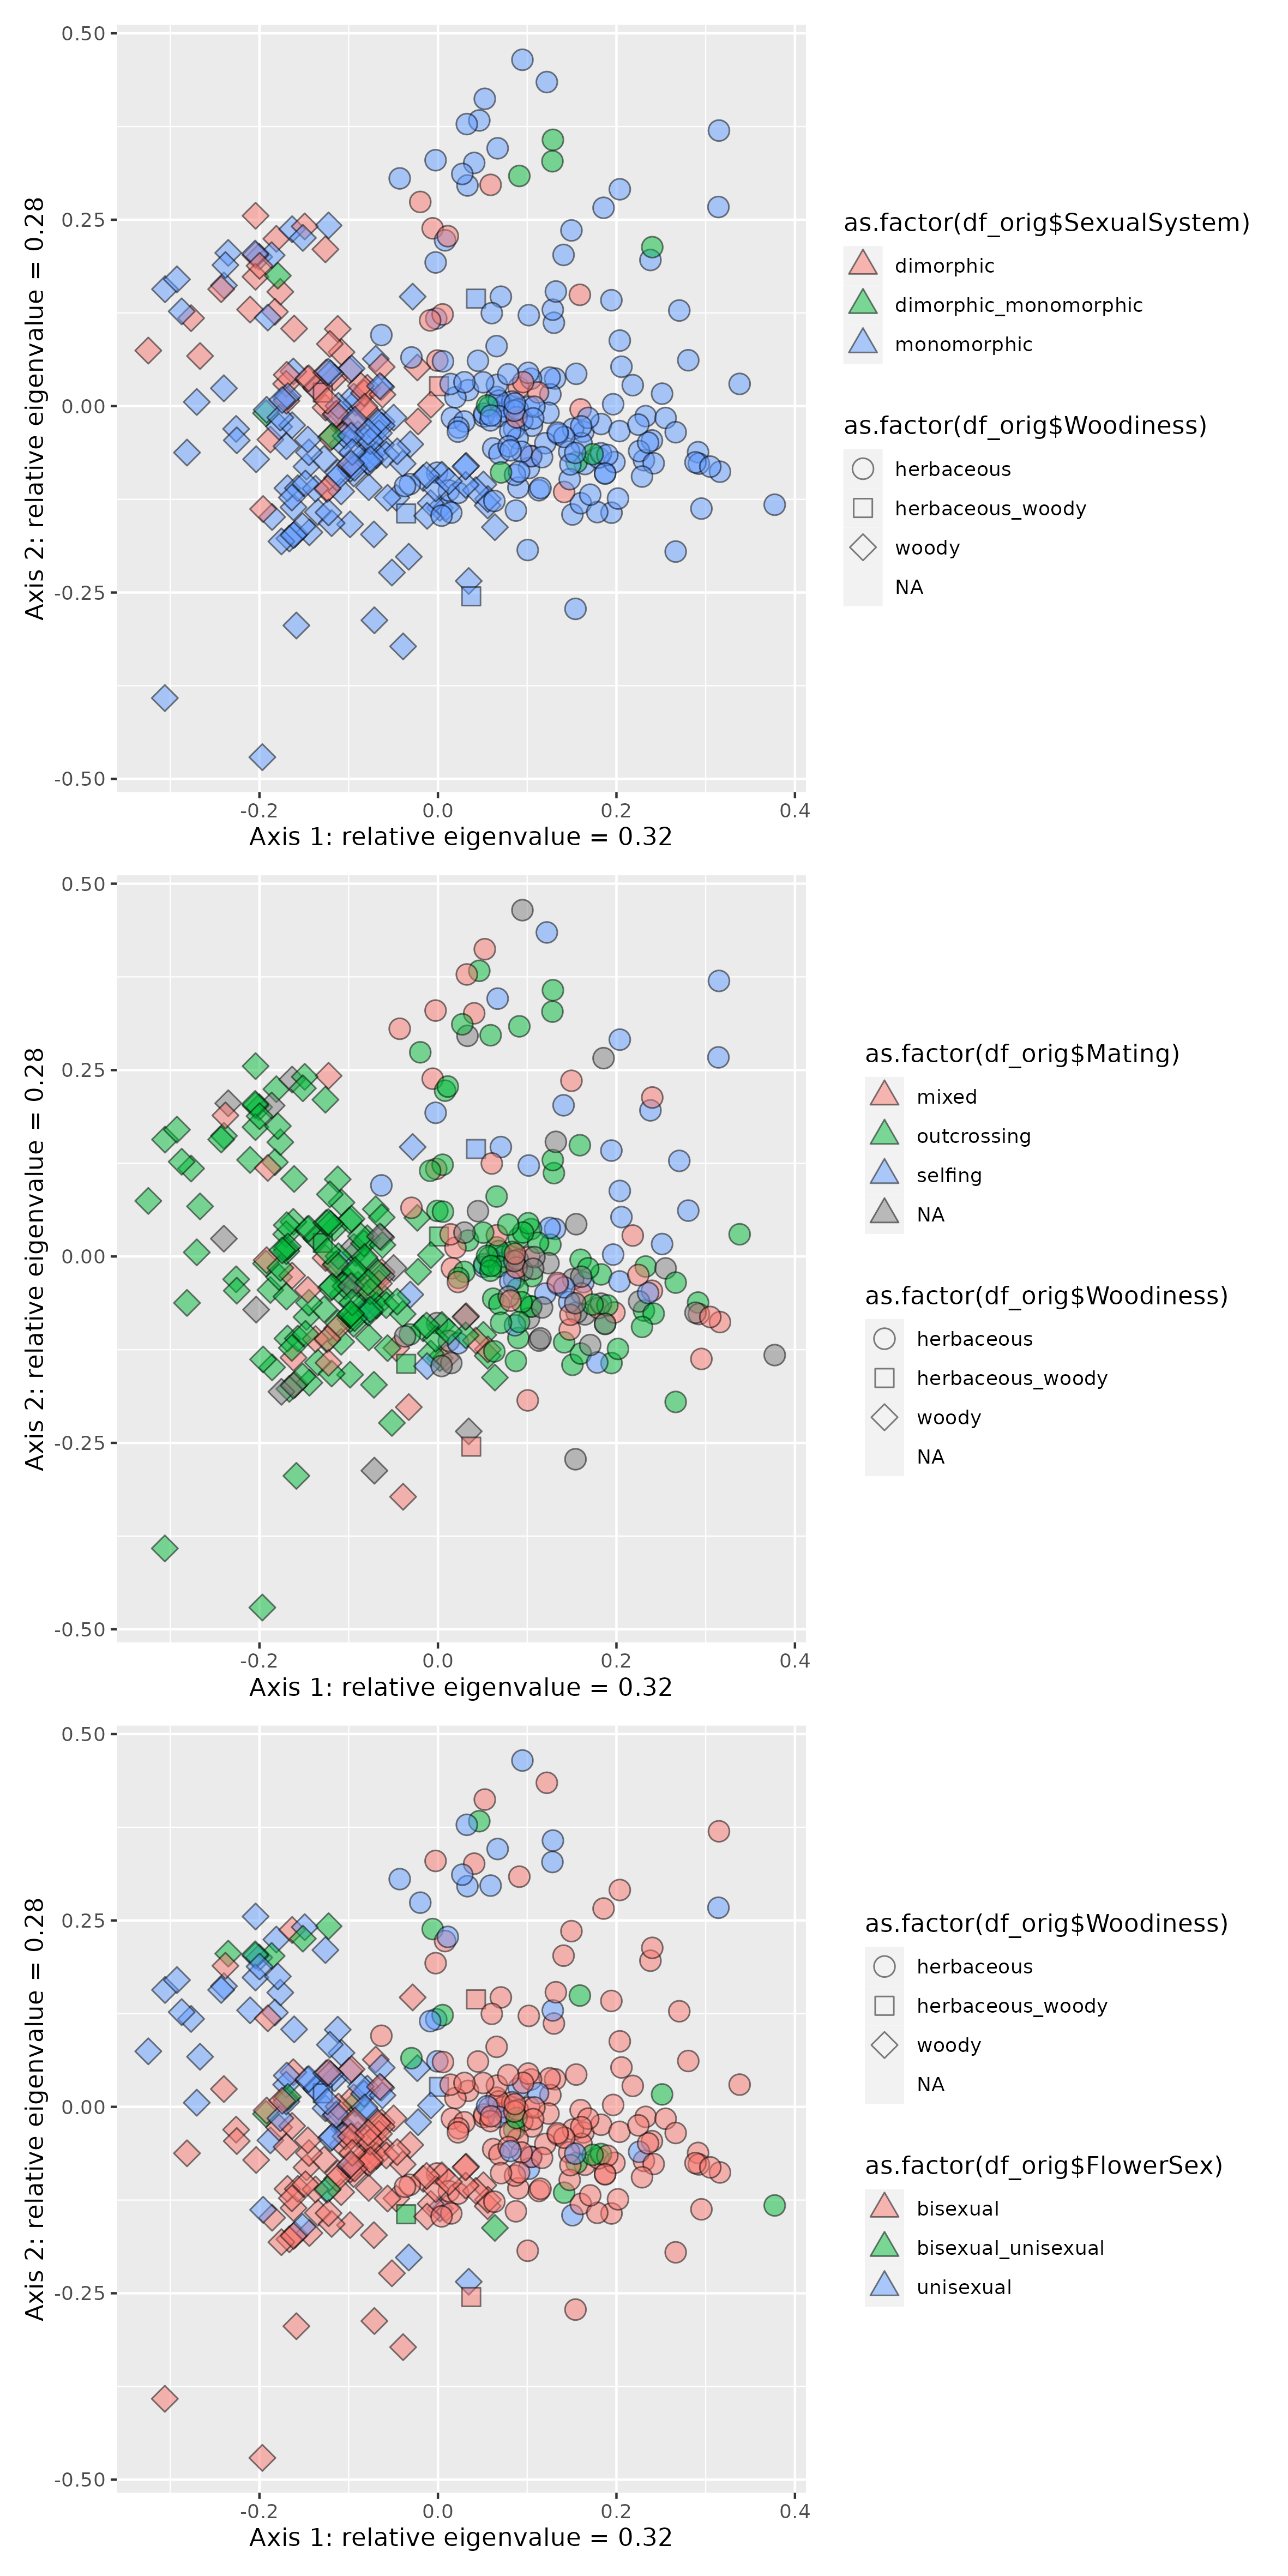 0.50
0.25
0.00
-0.25
-0.50
Axis 2: relative eigenvalue = 0.28
-0.2 0.0 0.2 0.4
Axis 1: relative eigenvalue = 0.32
as.factor(df_orig$SexualSystem)
dimorphic
dimorphic_monomorphic
monomorphic
as.factor(df_orig$Woodiness)
herbaceous
herbaceous_woody
woody
NA
0.50
0.25
0.00
-0.25
-0.50
Axis 2: relative eigenvalue = 0.28
-0.2 0.0 0.2 0.4
Axis 1: relative eigenvalue = 0.32
as.factor(df_orig$Mating)
mixed
outcrossing
selfing
NA
as.factor(df_orig$Woodiness)
herbaceous
herbaceous_woody
woody
NA
0.50
0.25
0.00
-0.25
-0.50
Axis 2: relative eigenvalue = 0.28
-0.2 0.0 0.2 0.4
Axis 1: relative eigenvalue = 0.32
as.factor(df_orig$Woodiness)
herbaceous
herbaceous_woody
woody
NA
as.factor(df_orig$FlowerSex)
bisexual
bisexual_unisexual
unisexual